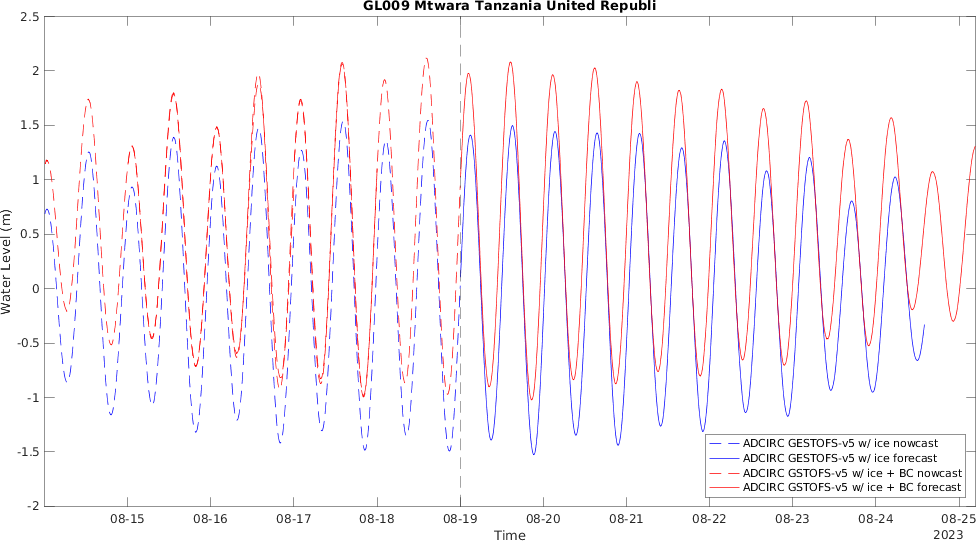 GL009 Mtwara Tanzania United Republi
2.5
2
1.5
1
0.5
0
-0.5
-1
-1.5
-2
Water Level (m)
ADCIRC GESTOFS-v5 w/ ice nowcast
ADCIRC GESTOFS-v5 w/ ice forecast
ADCIRC GSTOFS-v5 w/ ice + BC nowcast
ADCIRC GSTOFS-v5 w/ ice + BC forecast
08-15 08-16 08-17 08-18 08-19 08-20 08-21 08-22 08-23 08-24 08-25
Time
2023